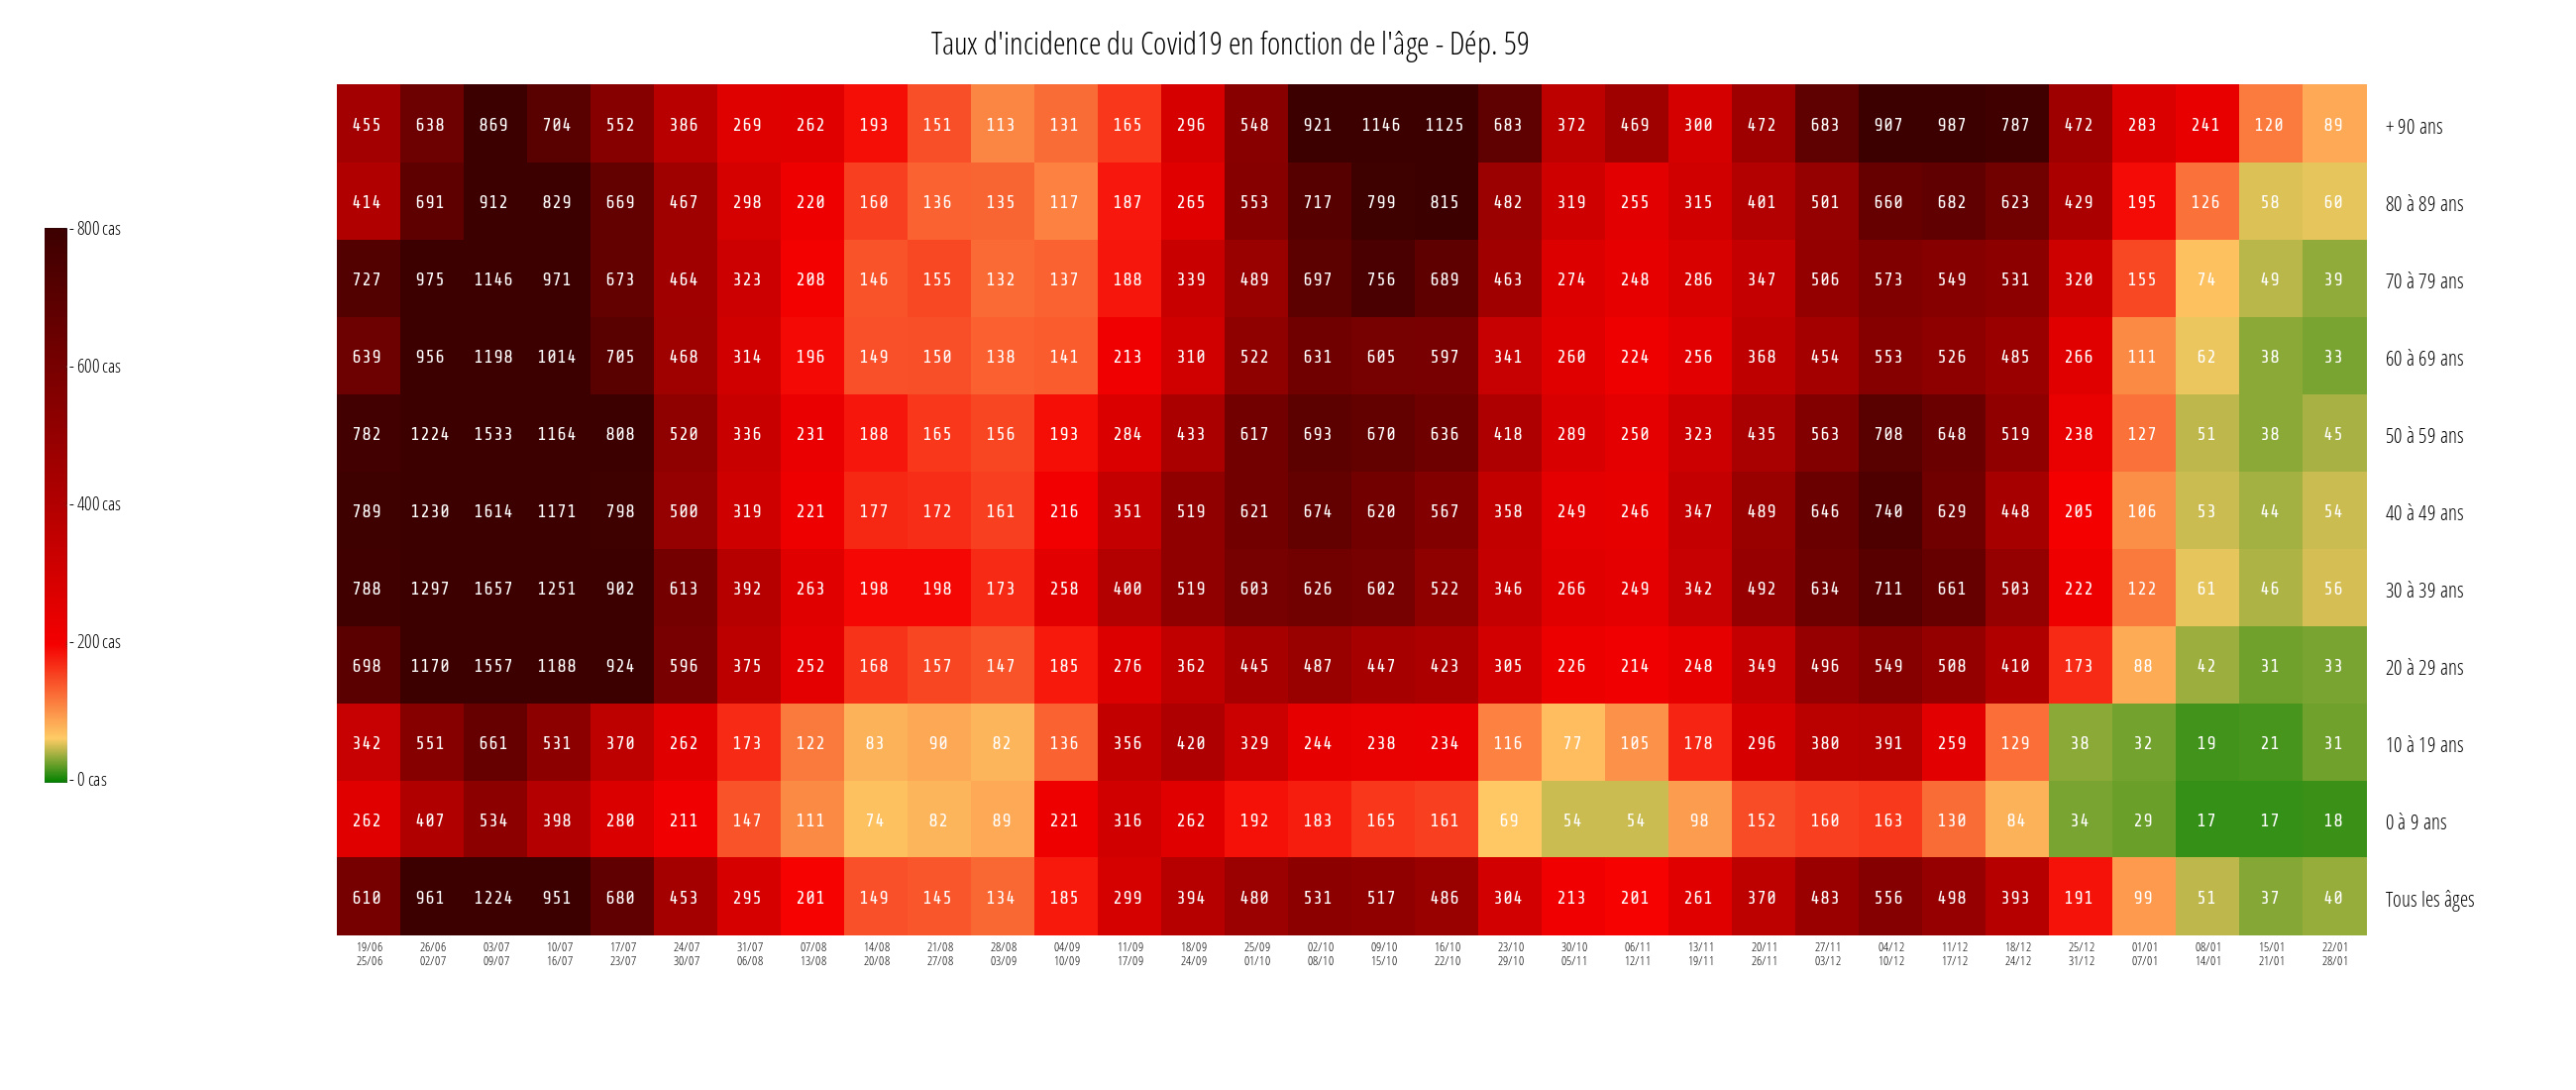 Taux d'incidence du Covid19 en fonction de l'âge - Dép. 59
- 800 cas
- 600 cas
- 400 cas
- 200 cas
- 0 cas
455 638 869 704 552 386 269 262 193 151 113 131 165 296 548 921 1146 1125 683 372 469 300 472 683 907 987 787 472 283 241 120 89 + 90 ans
414 691 912 829 669 467 298 220 160 136 135 117 187 265 553 717 799 815 482 319 255 315 401 501 660 682 623 429 195 126 58 60 80 à 89 ans
727 975 1146 971 673 464 323 208 146 155 132 137 188 339 489 697 756 689 463 274 248 286 347 506 573 549 531 320 155 74 49 39 70 à 79 ans
639 956 1198 1014 705 468 314 196 149 150 138 141 213 310 522 631 605 597 341 260 224 256 368 454 553 526 485 266 111 62 38 33 60 à 69 ans
782 1224 1533 1164 808 520 336 231 188 165 156 193 284 433 617 693 670 636 418 289 250 323 435 563 708 648 519 238 127 51 38 45 50 à 59 ans
789 1230 1614 1171 798 500 319 221 177 172 161 216 351 519 621 674 620 567 358 249 246 347 489 646 740 629 448 205 106 53 44 54 40 à 49 ans
788 1297 1657 1251 902 613 392 263 198 198 173 258 400 519 603 626 602 522 346 266 249 342 492 634 711 661 503 222 122 61 46 56 30 à 39 ans
698 1170 1557 1188 924 596 375 252 168 157 147 185 276 362 445 487 447 423 305 226 214 248 349 496 549 508 410 173 88 42 31 33 20 à 29 ans
342 551 661 531 370 262 173 122 83 90 82 136 356 420 329 244 238 234 116 77 105 178 296 380 391 259 129 38 32 19 21 31 10 à 19 ans
262 407 534 398 280 211 147 111 74 82 89 221 316 262 192 183 165 161 69 54 54 98 152 160 163 130 84 34 29 17 17 18 0 à 9 ans
610 961 1224 951 680 453 295 201 149 145 134 185 299 394 480 531 517 486 304 213 201 261 370 483 556 498 393 191 99 51 37 40 Tous les âges
19/06 26/06 03/07 10/07 17/07 24/07 31/07 07/08 14/08 21/08 28/08 04/09 11/09 18/09 25/09 02/10 09/10 16/10 23/10 30/10 06/11 13/11 20/11 27/11 04/12 11/12 18/12 25/12 01/01 08/01 15/01 22/01
25/06 02/07 09/07 16/07 23/07 30/07 06/08 13/08 20/08 27/08 03/09 10/09 17/09 24/09 01/10 08/10 15/10 22/10 29/10 05/11 12/11 19/11 26/11 03/12 10/12 17/12 24/12 31/12 07/01 14/01 21/01 28/01